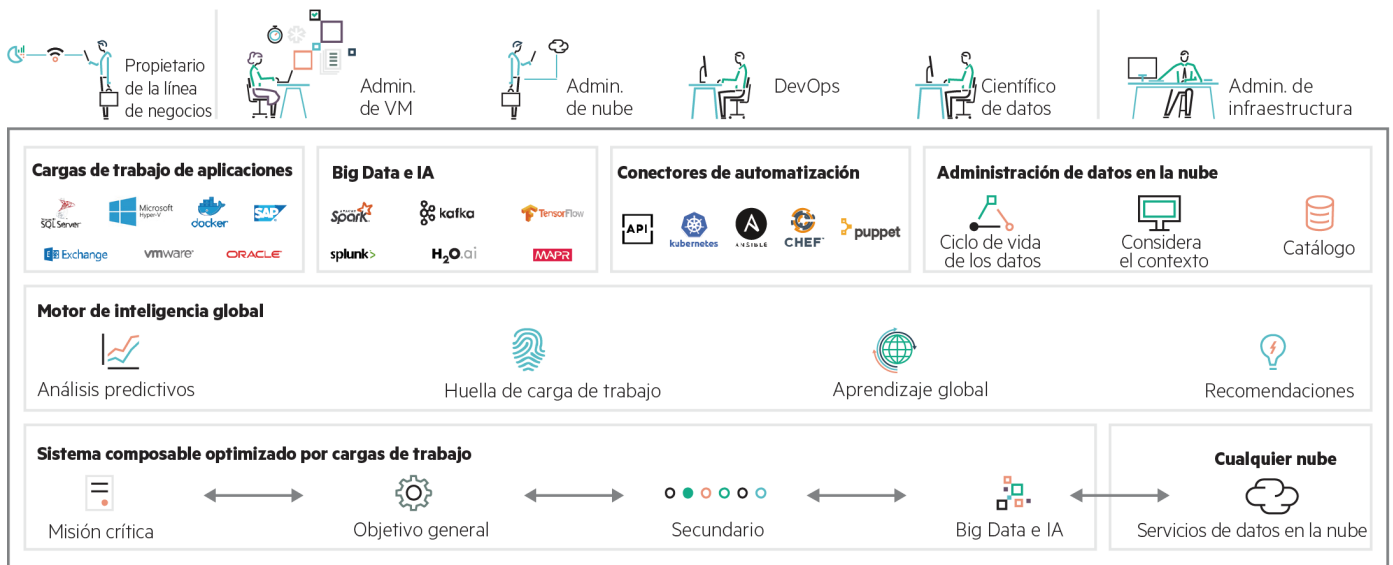 Propietario
de la línea
de negocios
Admin.
de VM
Admin.
de nube
DevOps
Científico
de datos
Admin. de
infraestructura
Cargas de trabajo de aplicaciones
SQL Server
Microsoft
Hyper-V
docker
SAP
Exchange
vmware
ORACLE
Big Data e IA
APACHE
Spark
kafka
TensorFlow
splunk>
H2O.ai
MAPR
Conectores de automatización
API
kubernetes
ANSIBLE
CHEF
puppet
Administración de datos en la nube
Ciclo de vida
de los datos
Considera
el contexto
Catálogo
Motor de inteligencia global
Análisis predictivos
Huella de carga de trabajo
Aprendizaje global
Recomendaciones
Sistema composable optimizado por cargas de trabajo
Misión crítica
Objetivo general
Secundario
Big Data e IA
Cualquier nube
Servicios de datos en la nube